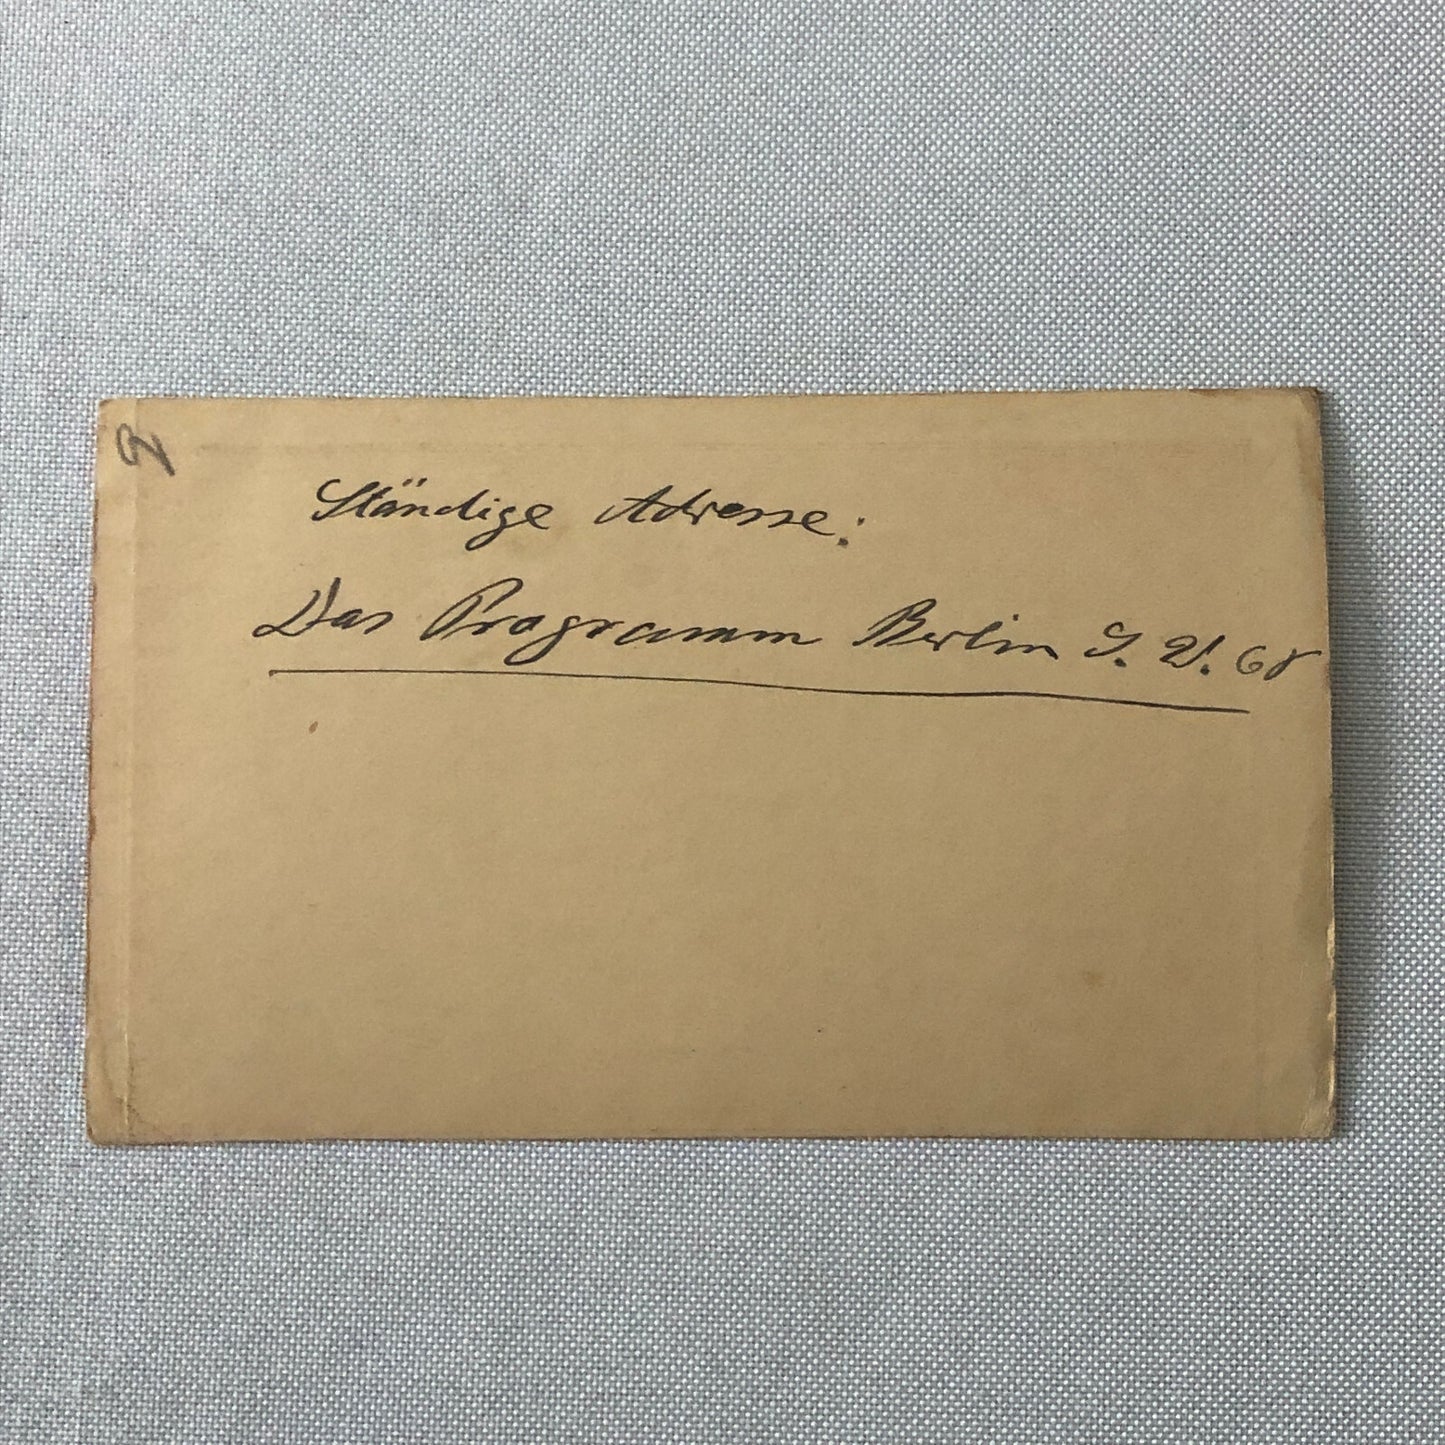 Ständige Adresse:
Das Programm Berlin S. W. 68